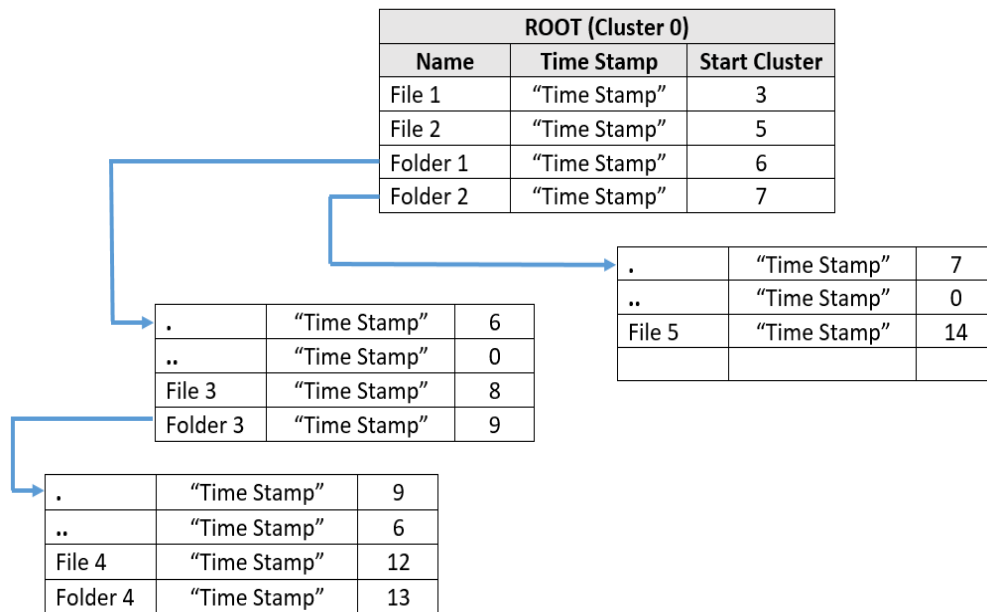 ROOT (Cluster 0)
Name Time Stamp Start Cluster
File 1 “Time Stamp” 3
File 2 “Time Stamp” 5
Folder 1 “Time Stamp” 6
Folder 2 “Time Stamp” 7
. “Time Stamp” 7
.. “Time Stamp” 0
File 5 “Time Stamp” 14
. “Time Stamp” 6
.. “Time Stamp” 0
File 3 “Time Stamp” 8
Folder 3 “Time Stamp” 9
. “Time Stamp” 9
.. “Time Stamp” 6
File 4 “Time Stamp” 12
Folder 4 “Time Stamp” 13